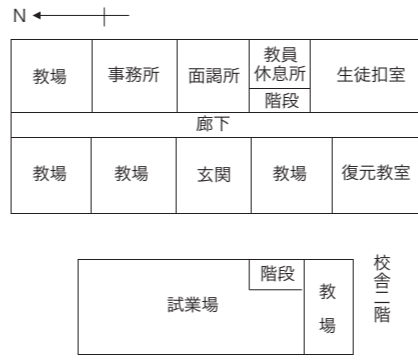 N
教場
事務所
面謁所
教員
休息所
階段
生徒扣室
廊下
教場
教場
玄関
教場
復元教室
試業場
階段
教場
校舎二階